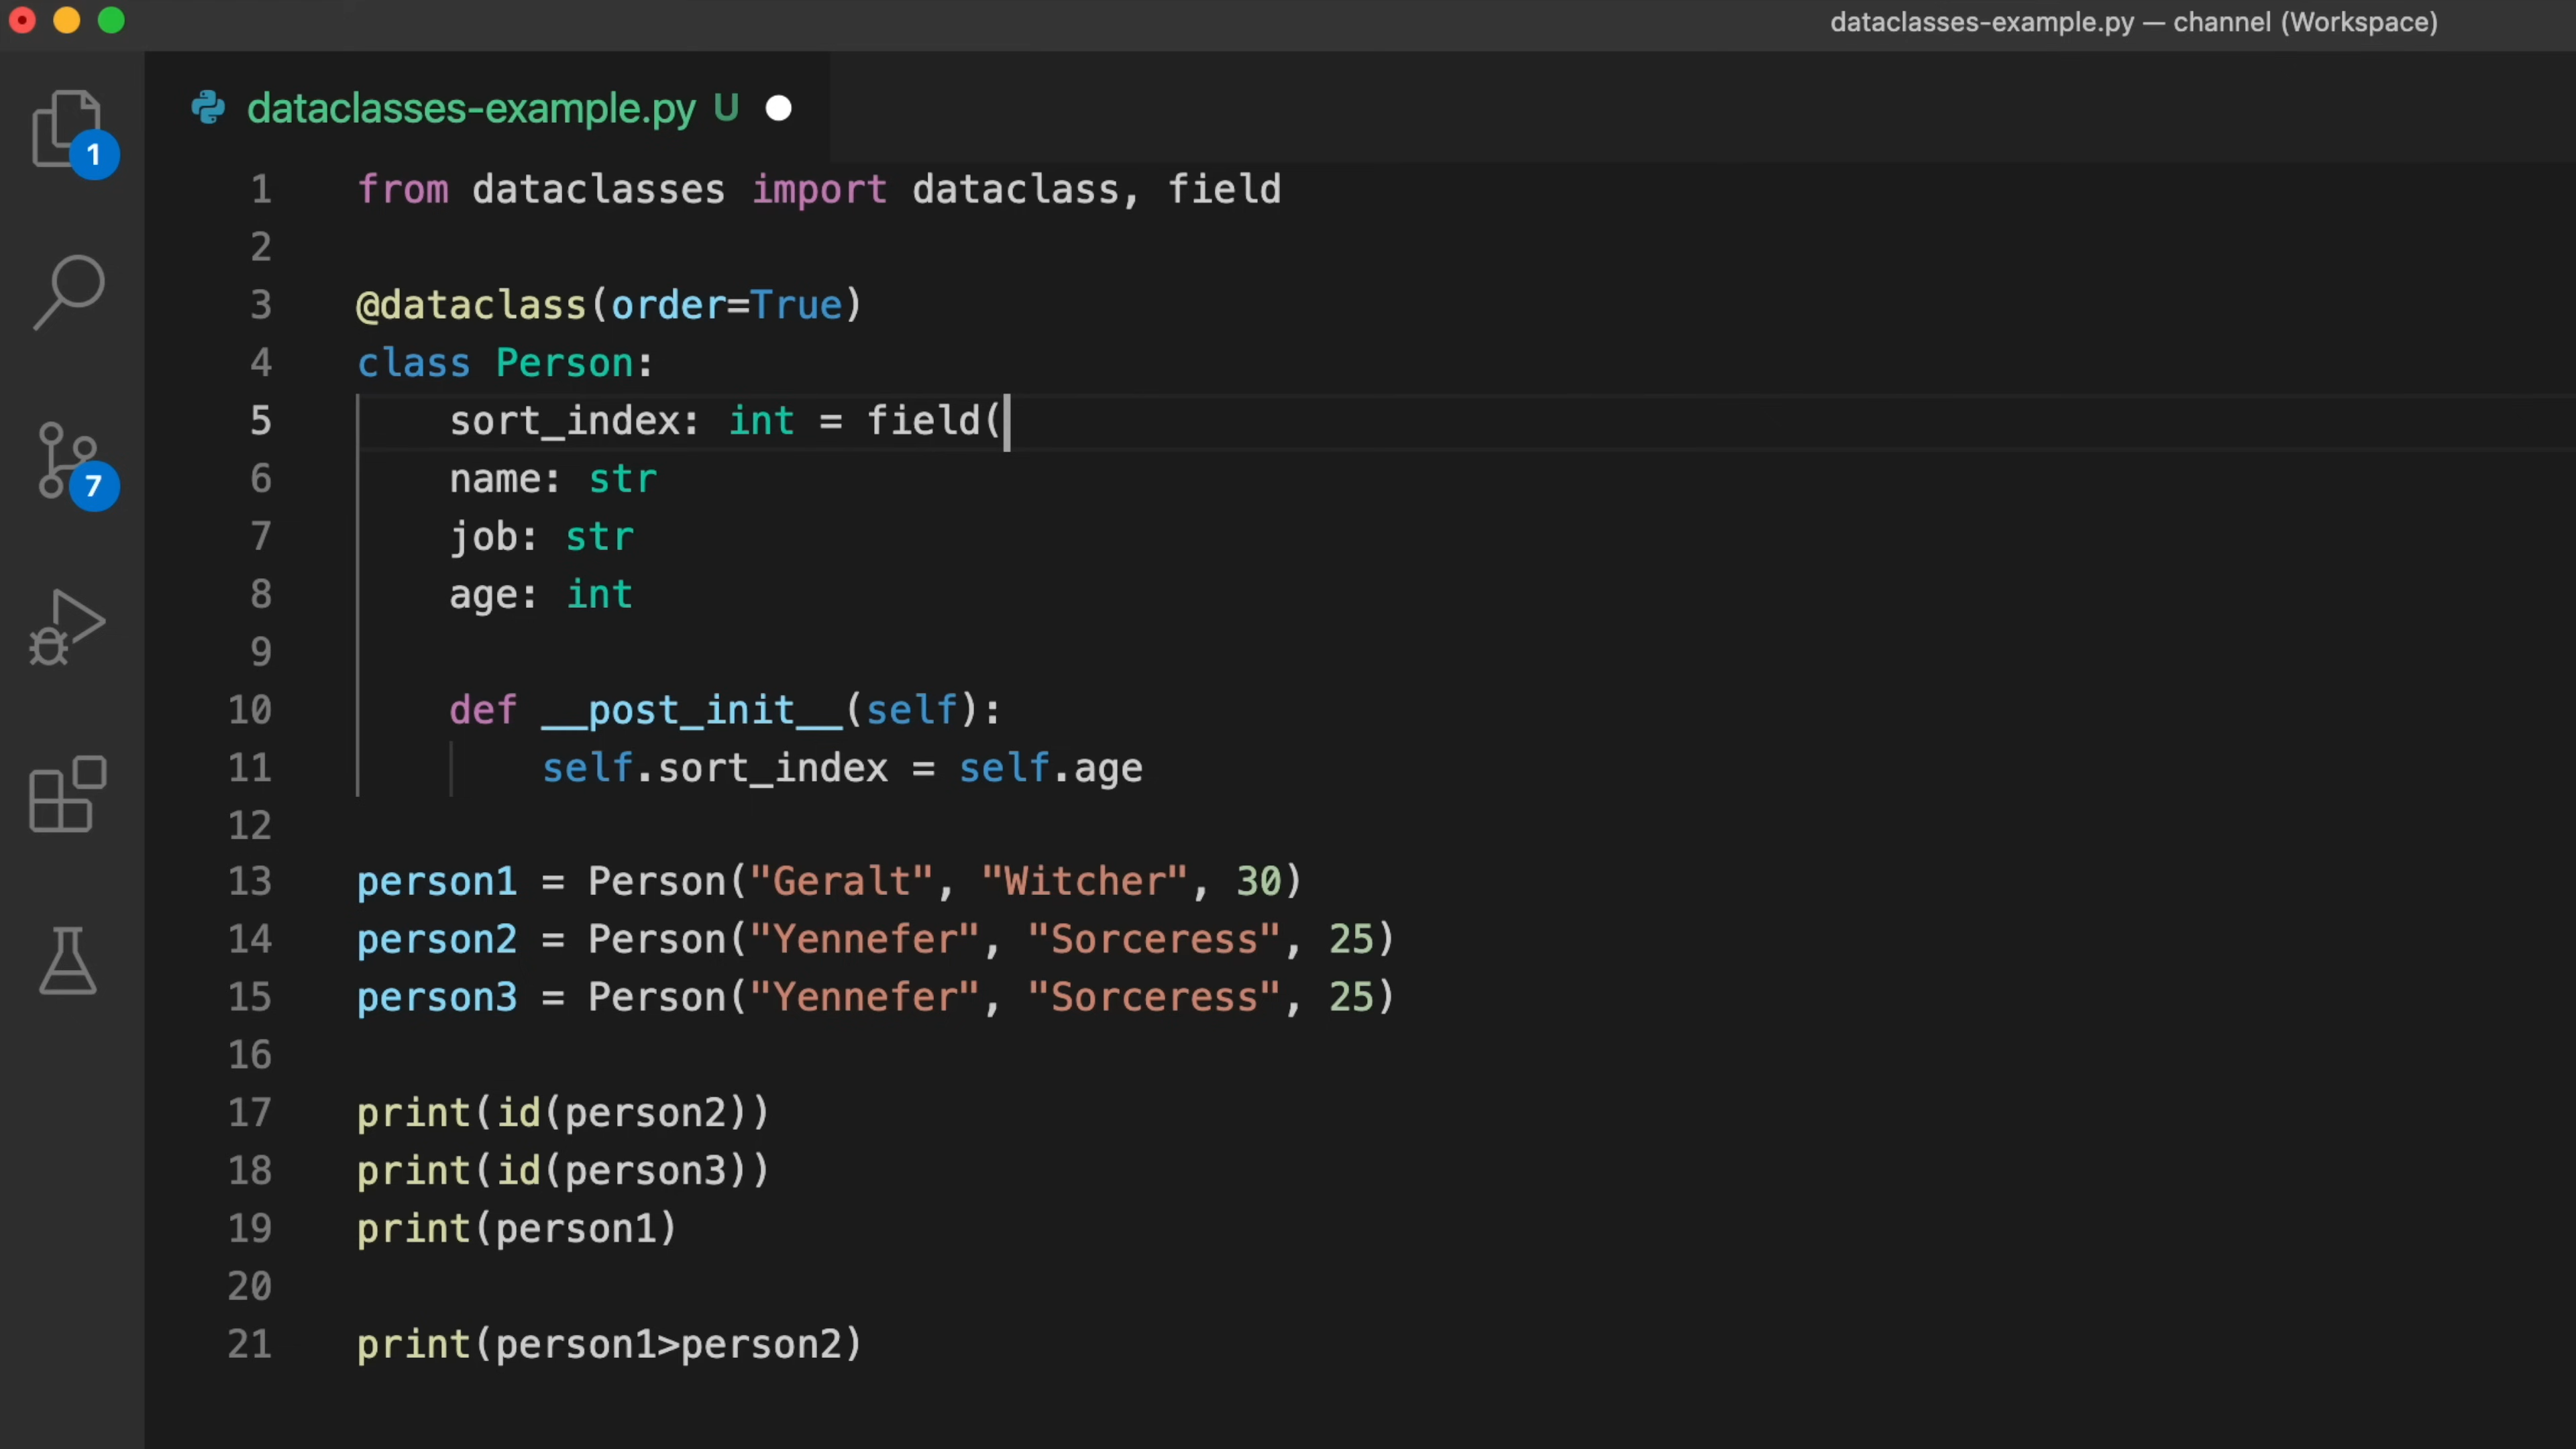 dataclasses-example.py — channel (Workspace)
dataclasses-example.py U
1
7
1 from dataclasses import dataclass, field
2
3 @dataclass(order=True)
4 class Person:
5     sort_index: int = field(
6     name: str
7     job: str
8     age: int
9
10     def __post_init__(self):
11         self.sort_index = self.age
12
13 person1 = Person("Geralt", "Witcher", 30)
14 person2 = Person("Yennefer", "Sorceress", 25)
15 person3 = Person("Yennefer", "Sorceress", 25)
16
17 print(id(person2))
18 print(id(person3))
19 print(person1)
20
21 print(person1>person2)